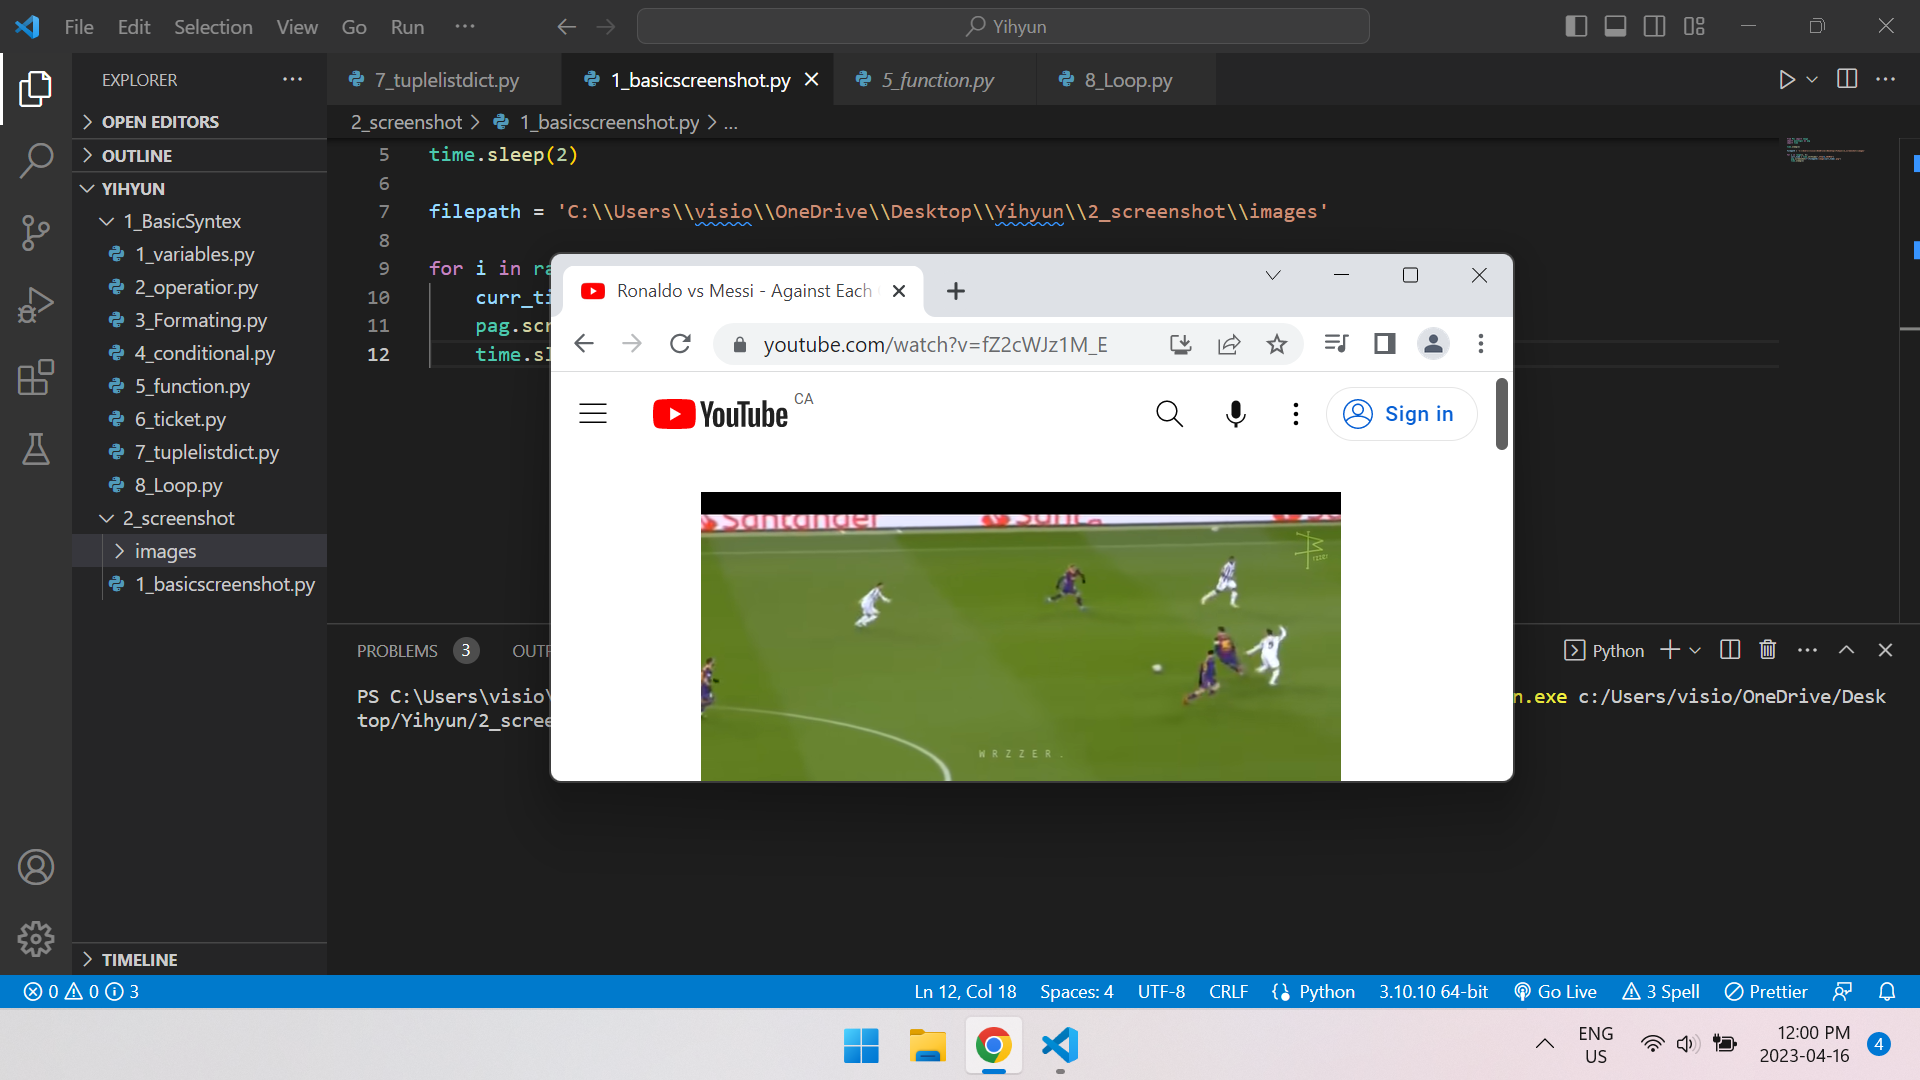 File Edit Selection View Go Run ···
Yihyun
EXPLORER
7_tuplelistdict.py
1_basicscreenshot.py
5_function.py
8_Loop.py
2_screenshot > 1_basicscreenshot.py > ...
OPEN EDITORS
OUTLINE
YIHYUN
1_BasicSyntex
1_variables.py
2_operatior.py
3_Formating.py
4_conditional.py
5_function.py
6_ticket.py
7_tuplelistdict.py
8_Loop.py
2_screenshot
images
1_basicscreenshot.py
TIMELINE
5 time.sleep(2)
6
7 filepath = 'C:\\Users\\visio\\OneDrive\\Desktop\\Yihyun\\2_screenshot\\images'
8
9 for i in ra
10 curr_ti
11 pag.scr
12 time.sl
Ronaldo vs Messi - Against Each
youtube.com/watch?v=fZ2cWJz1M_E
YouTube CA
Sign in
Santander
Sant
WRZZER.
PROBLEMS 3 OUTP
Python
PS C:\Users\visio\
n.exe c:/Users/visio/OneDrive/Desk
top/Yihyun/2_scree
0 0 3
Ln 12, Col 18 Spaces: 4 UTF-8 CRLF Python 3.10.10 64-bit Go Live 3 Spell Prettier
ENG
US
12:00 PM
2023-04-16
4